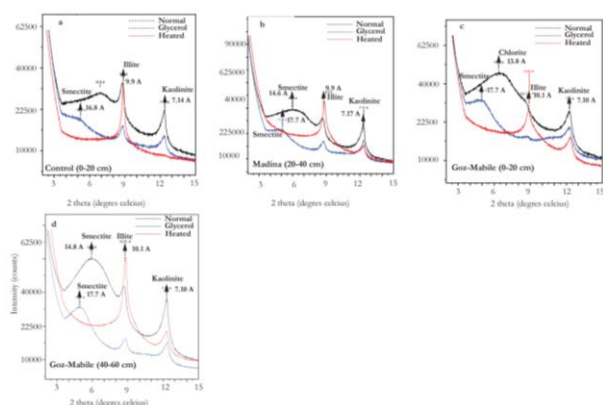 a
Normal
Glycerol
Heated
62500
40000
22500
10000
Smectite
16.8 A
Illite
9.9 A
Kaolinite
7.14 A
Control (0-20 cm)
3 6 9 12 15
2 theta (degres celcius)
b
Normal
Glycerol
Heated
90000
62500
40000
225000
10000
14.6 A
Smectite
17.7 A
Smectite
9.9 A
Illite
Kaolinite
7.17 A
Madina (20-40 cm)
3 6 9 12 15
2 theta (degres celcius)
c
Normal
Glycerol
Heated
62500
40000
22500
10000
Chlorite
13.8 A
Smectite
17.7 A
Illite
10.1 A
Kaolinite
7.10 A
Goz-Mabile (0-20 cm)
3 6 9 12 15
2 theta (degres celcius)
d
Normal
Glycerol
Heated
Intensity (counts)
62500
40000
22500
10000
Smectite
14.8 A
Illite
10.1 A
Smectite
17.7 A
Kaolinite
7.10 A
Goz-Mabile (40-60 cm)
3 6 9 12 15
2 theta (degres celcius)